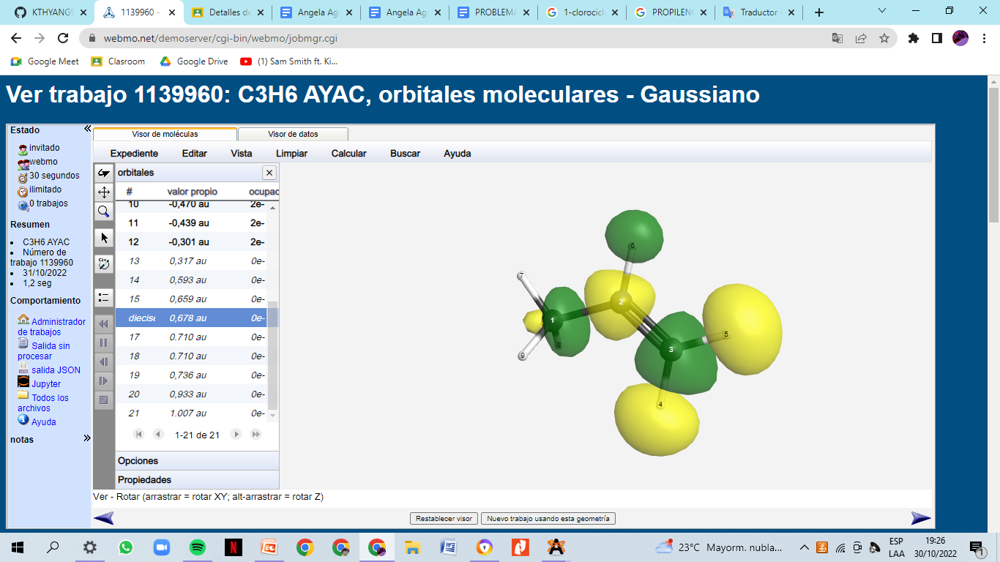 KTHYANG5
1139960 -
Detalles de
Angela Ag
Angela Ag
PROBLEMA
1-clorocicl
PROPILENO
Traductor
webmo.net/demoserver/cgi-bin/webmo/jobmgr.cgi
Google Meet
Clasroom
Google Drive
(1) Sam Smith ft. Ki...
Ver trabajo 1139960: C3H6 AYAC, orbitales moleculares - Gaussiano
Estado
invitado
webmo
30 segundos
ilimitado
0 trabajos
Resumen
C3H6 AYAC
Número de
trabajo 1139960
31/10/2022
1,2 seg
Comportamiento
Administrador
de trabajos
Salida sin
procesar
salida JSON
Jupyter
Todos los
archivos
Ayuda
notas
Visor de moléculas
Visor de datos
Expediente Editar Vista Limpiar Calcular Buscar Ayuda
orbitales
# valor propio ocupac
10 -0,470 au 2e-
11 -0,439 au 2e-
12 -0,301 au 2e-
13 0,317 au 0e-
14 0,593 au 0e-
15 0,659 au 0e-
diecise 0,678 au 0e-
17 0.710 au 0e-
18 0.710 au 0e-
19 0,736 au 0e-
20 0,933 au 0e-
21 1.007 au 0e-
1-21 de 21
Opciones
Propiedades
6
7
2
1
8
5
3
9
4
Ver - Rotar (arrastrar = rotar XY; alt-arrastrar = rotar Z)
Restablecer visor
Nuevo trabajo usando esta geometría
23°C Mayorm. nubla...
ESP
LAA
19:26
30/10/2022
1